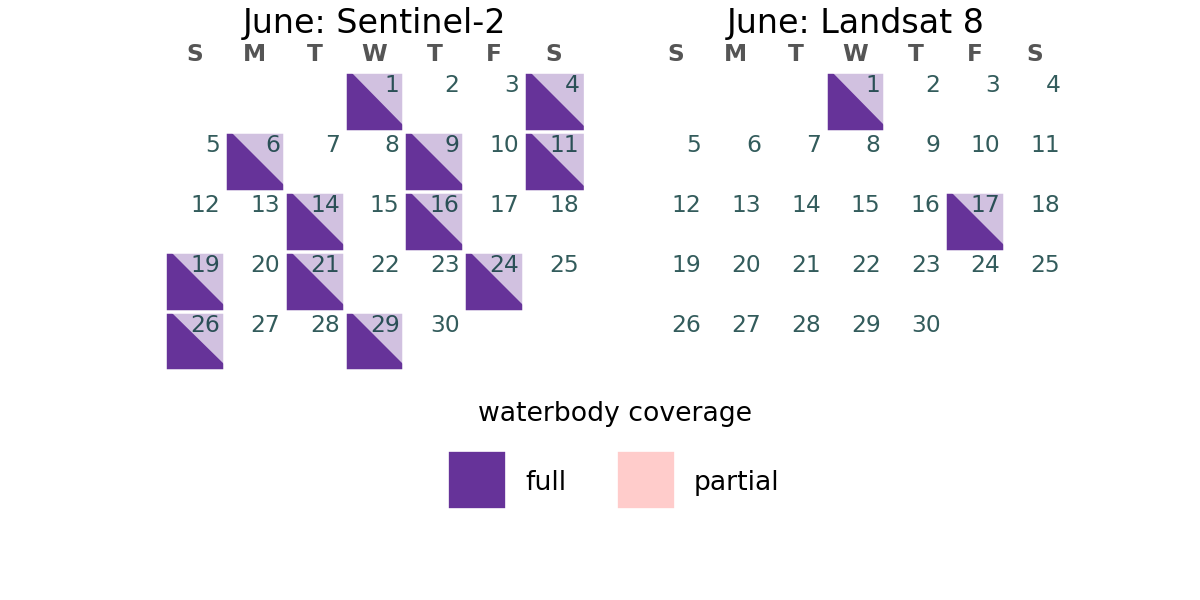 June: Sentinel-2
S M T W T F S
1 2 3 4
5 6 7 8 9 10 11
12 13 14 15 16 17 18
19 20 21 22 23 24 25
26 27 28 29 30
June: Landsat 8
S M T W T F S
1 2 3 4
5 6 7 8 9 10 11
12 13 14 15 16 17 18
19 20 21 22 23 24 25
26 27 28 29 30
waterbody coverage
full partial